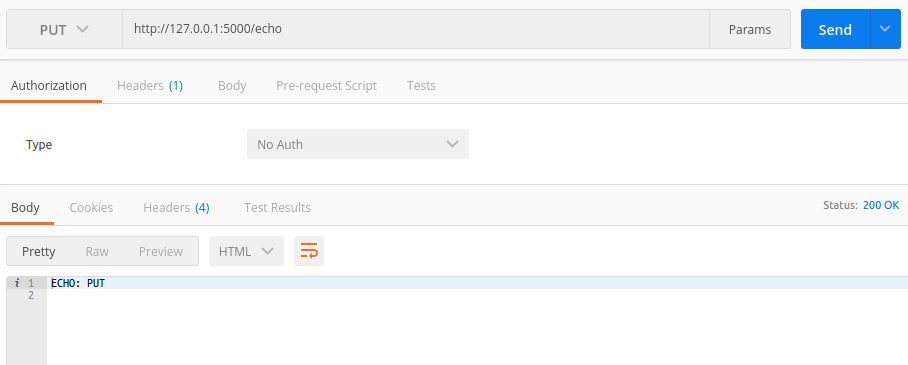 PUT http://127.0.0.1:5000/echo Params Send
Authorization Headers (1) Body Pre-request Script Tests
Type No Auth
Body Cookies Headers (4) Test Results Status: 200 OK
Pretty Raw Preview HTML
i 1 ECHO: PUT
2